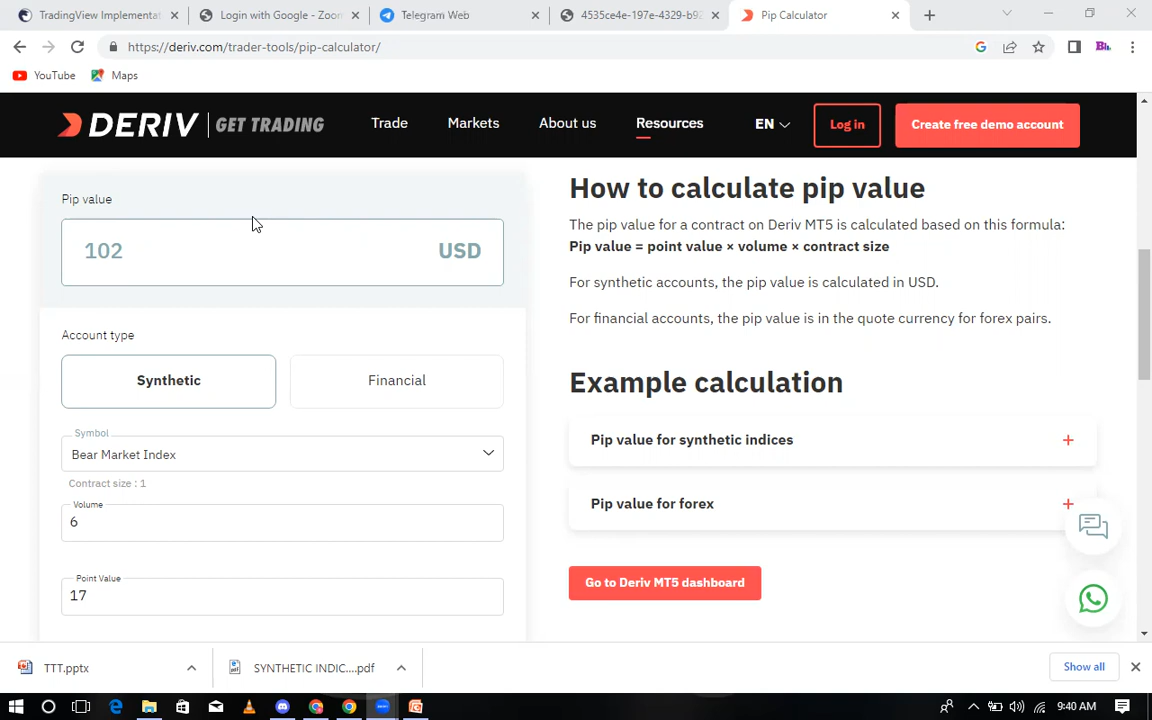 TradingView Implementat
Login with Google - Zoon
Telegram Web
4535ce4e-197e-4329-b92
Pip Calculator
https://deriv.com/trader-tools/pip-calculator/
YouTube
Maps
DERIV GET TRADING
Trade
Markets
About us
Resources
EN
Log in
Create free demo account
Pip value
102 USD
Account type
Synthetic
Financial
Symbol
Bear Market Index
Contract size : 1
Volume
6
Point Value
17
How to calculate pip value
The pip value for a contract on Deriv MT5 is calculated based on this formula:
Pip value = point value × volume × contract size
For synthetic accounts, the pip value is calculated in USD.
For financial accounts, the pip value is in the quote currency for forex pairs.
Example calculation
Pip value for synthetic indices +
Pip value for forex +
Go to Deriv MT5 dashboard
TTT.pptx
SYNTHETIC INDIC....pdf
Show all
9:40 AM